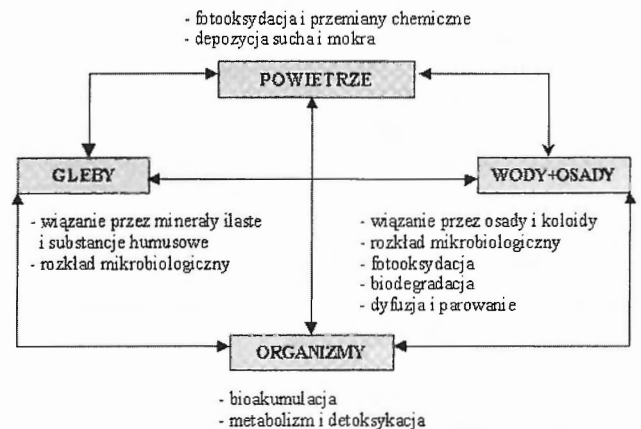 - fotooksydacja i przemiany chemiczne
- depozycja sucha i mokra
POWIETRZE
GLEBY
WODY+OSADY
- wiązanie przez minerały ilaste
i substancje humusowe
- rozkład mikrobiologiczny
- wiązanie przez osady i koloidy
- rozkład mikrobiologiczny
- fotooksydacja
- biodegradacja
- dyfuzja i parowanie
ORGANIZMY
- bioakumulacja
- metabolizm i detoksykacja